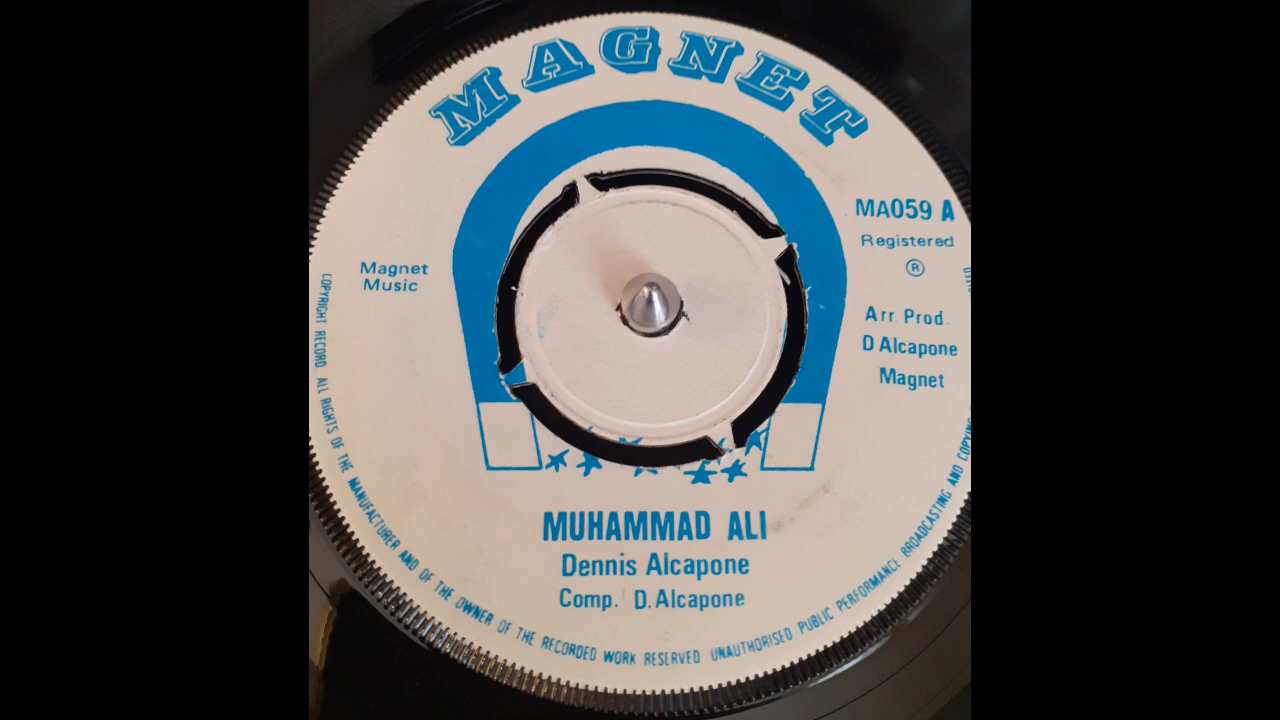 MAGNET
MA059 A
Registered
®
Magnet
Music
Arr. Prod.
D Alcapone
Magnet
MUHAMMAD ALI
Dennis Alcapone
Comp. D. Alcapone
COPYRIGHT RECORD ALL RIGHTS OF THE MANUFACTURER AND OF THE OWNER OF THE RECORDED WORK RESERVED UNAUTHORISED PUBLIC PERFORMANCE BROADCASTING AND COPYING